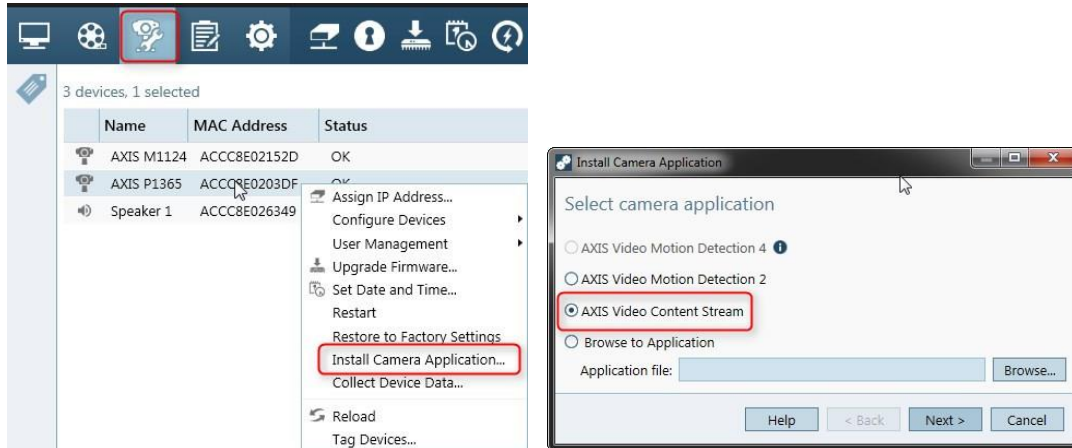 3 devices, 1 selected
Name MAC Address Status
AXIS M1124 ACCC8E02152D OK
AXIS P1365 ACCC8E0203DF OK
Speaker 1 ACCC8E026349
Assign IP Address...
Configure Devices
User Management
Upgrade Firmware...
Set Date and Time...
Restart
Restore to Factory Settings
Install Camera Application...
Collect Device Data...
Reload
Tag Devices...
Install Camera Application
Select camera application
AXIS Video Motion Detection 4
AXIS Video Motion Detection 2
AXIS Video Content Stream
Browse to Application
Application file: Browse...
Help < Back Next > Cancel